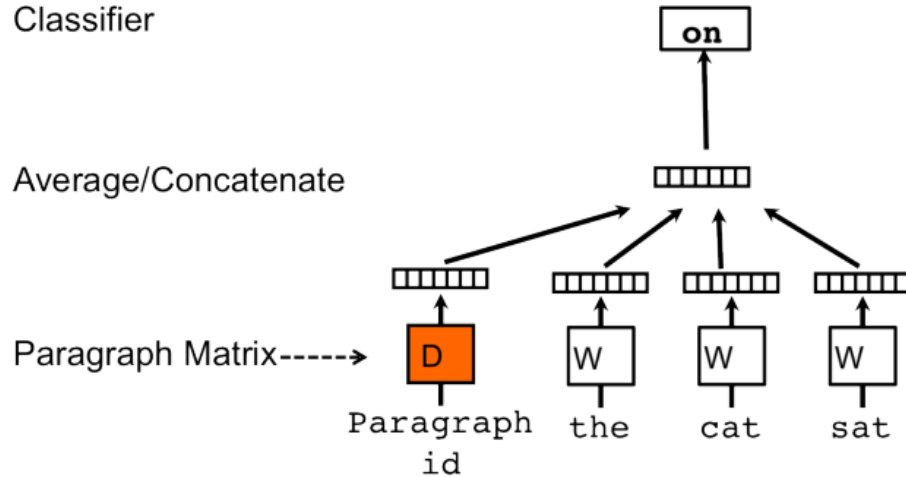 Classifier
on
Average/Concatenate
Paragraph Matrix
D
W
W
W
Paragraph
id
the
cat
sat